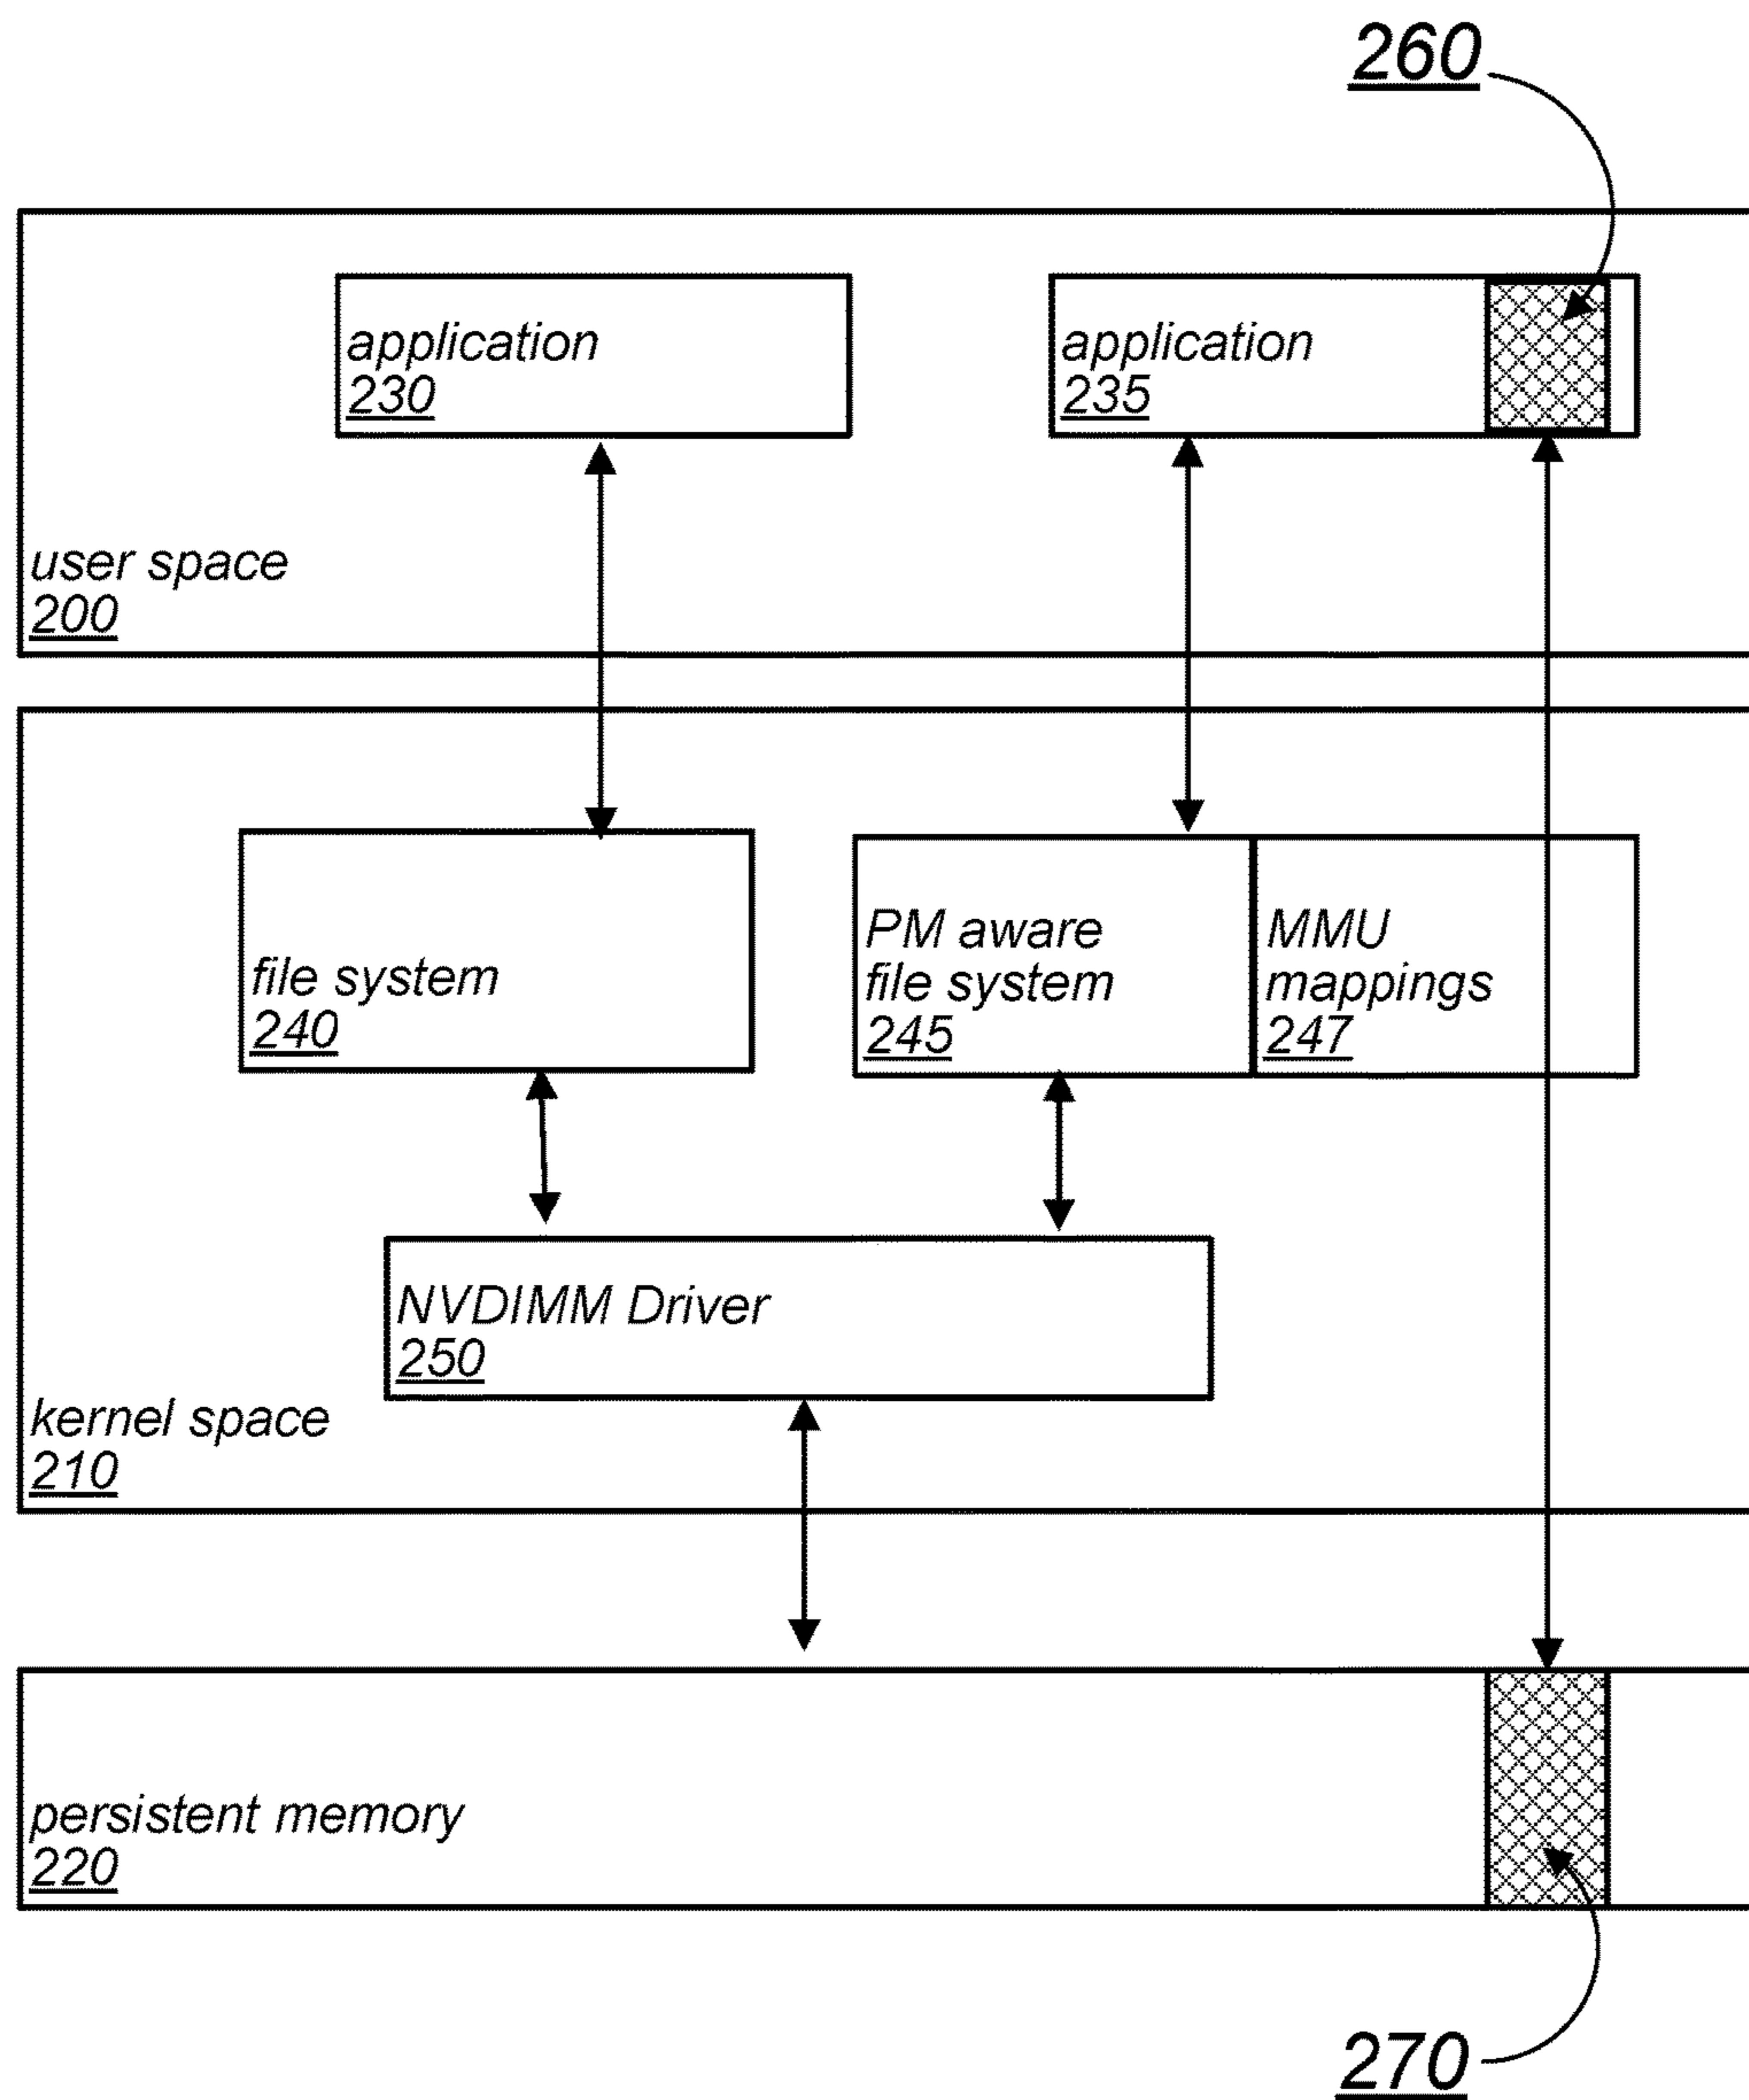 260
application
230
application
235
user space
200
file system
240
PM aware
file system
245
MMU
mappings
247
NVDIMM Driver
250
kernel space
210
persistent memory
220
270